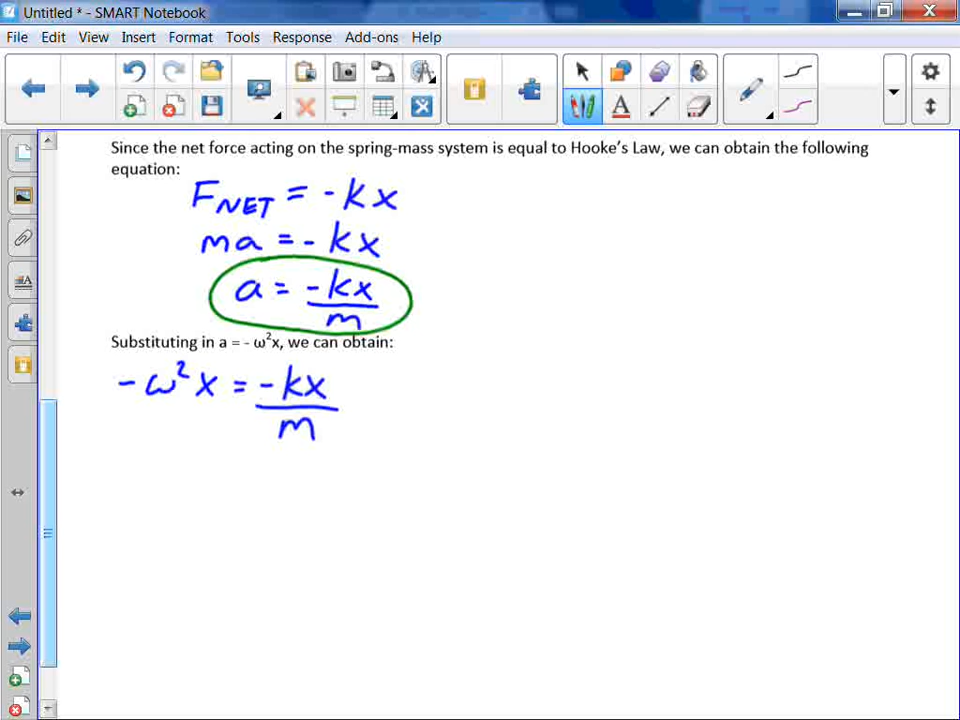 Untitled * - SMART Notebook
File Edit View Insert Format Tools Response Add-ons Help
Since the net force acting on the spring-mass system is equal to Hooke's Law, we can obtain the following
equation:
F_NET = -kx
ma = -kx
a = -kx/m
Substituting in a = - ω²x, we can obtain:
-ω²x = -kx/m